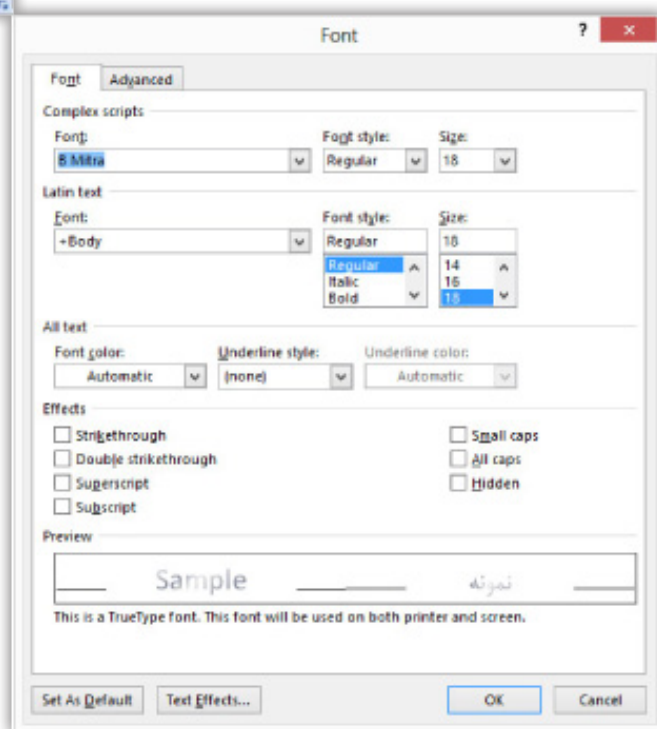 Font
?
Font Advanced
Complex scripts
Font: Font style: Size:
B Mitra Regular 18
Latin text
Font: Font style: Size:
+Body Regular 18
Regular 14
Italic 16
Bold 18
All text
Font color: Underline style: Underline color:
Automatic (none) Automatic
Effects
Strikethrough Small caps
Double strikethrough All caps
Superscript Hidden
Subscript
Preview
Sample نمونه
This is a TrueType font. This font will be used on both printer and screen.
Set As Default Text Effects... OK Cancel